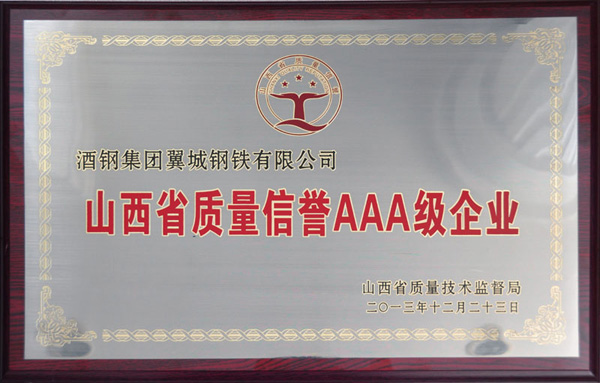 酒钢集团翼城钢铁有限公司
山西省质量信誉AAA级企业
山西省质量技术监督局
二〇一三年十二月二十三日